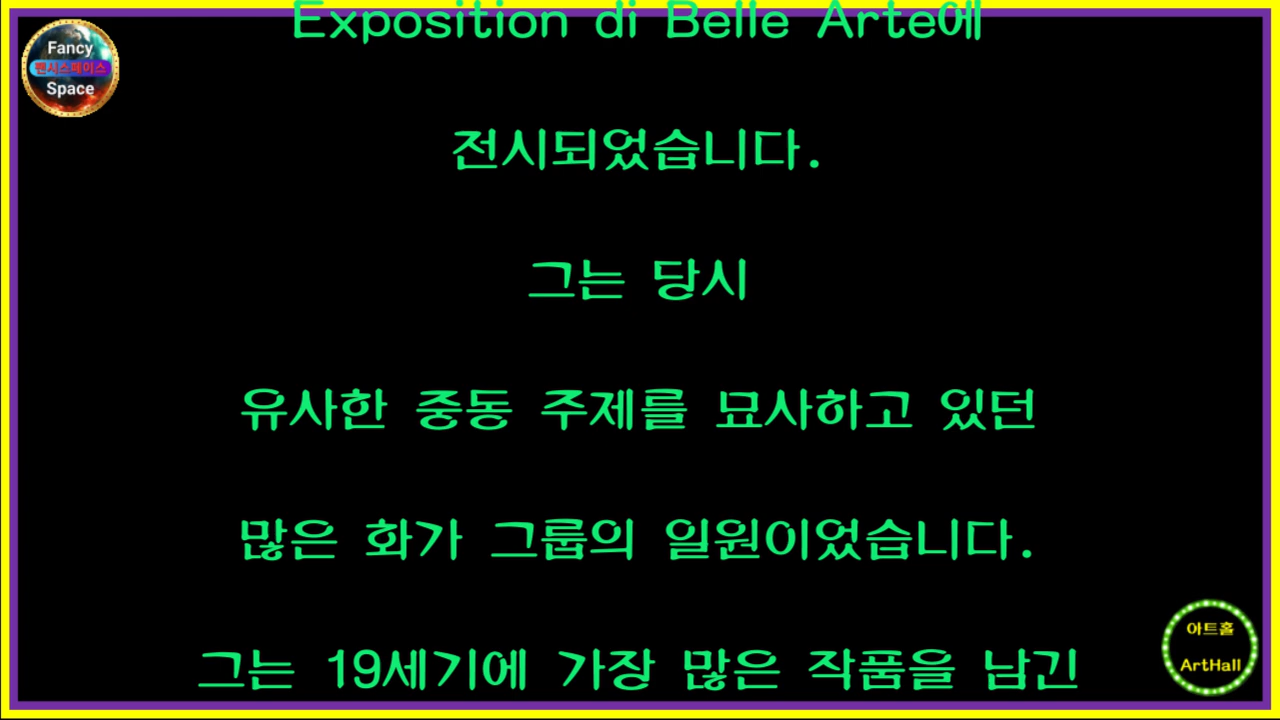 Exposition di Belle Arte에
Fancy
팬시스페이스
Space
전시되었습니다.
그는 당시
유사한 중동 주제를 묘사하고 있던
많은 화가 그룹의 일원이었습니다.
아트홀
ArtHall
그는 19세기에 가장 많은 작품을 남긴